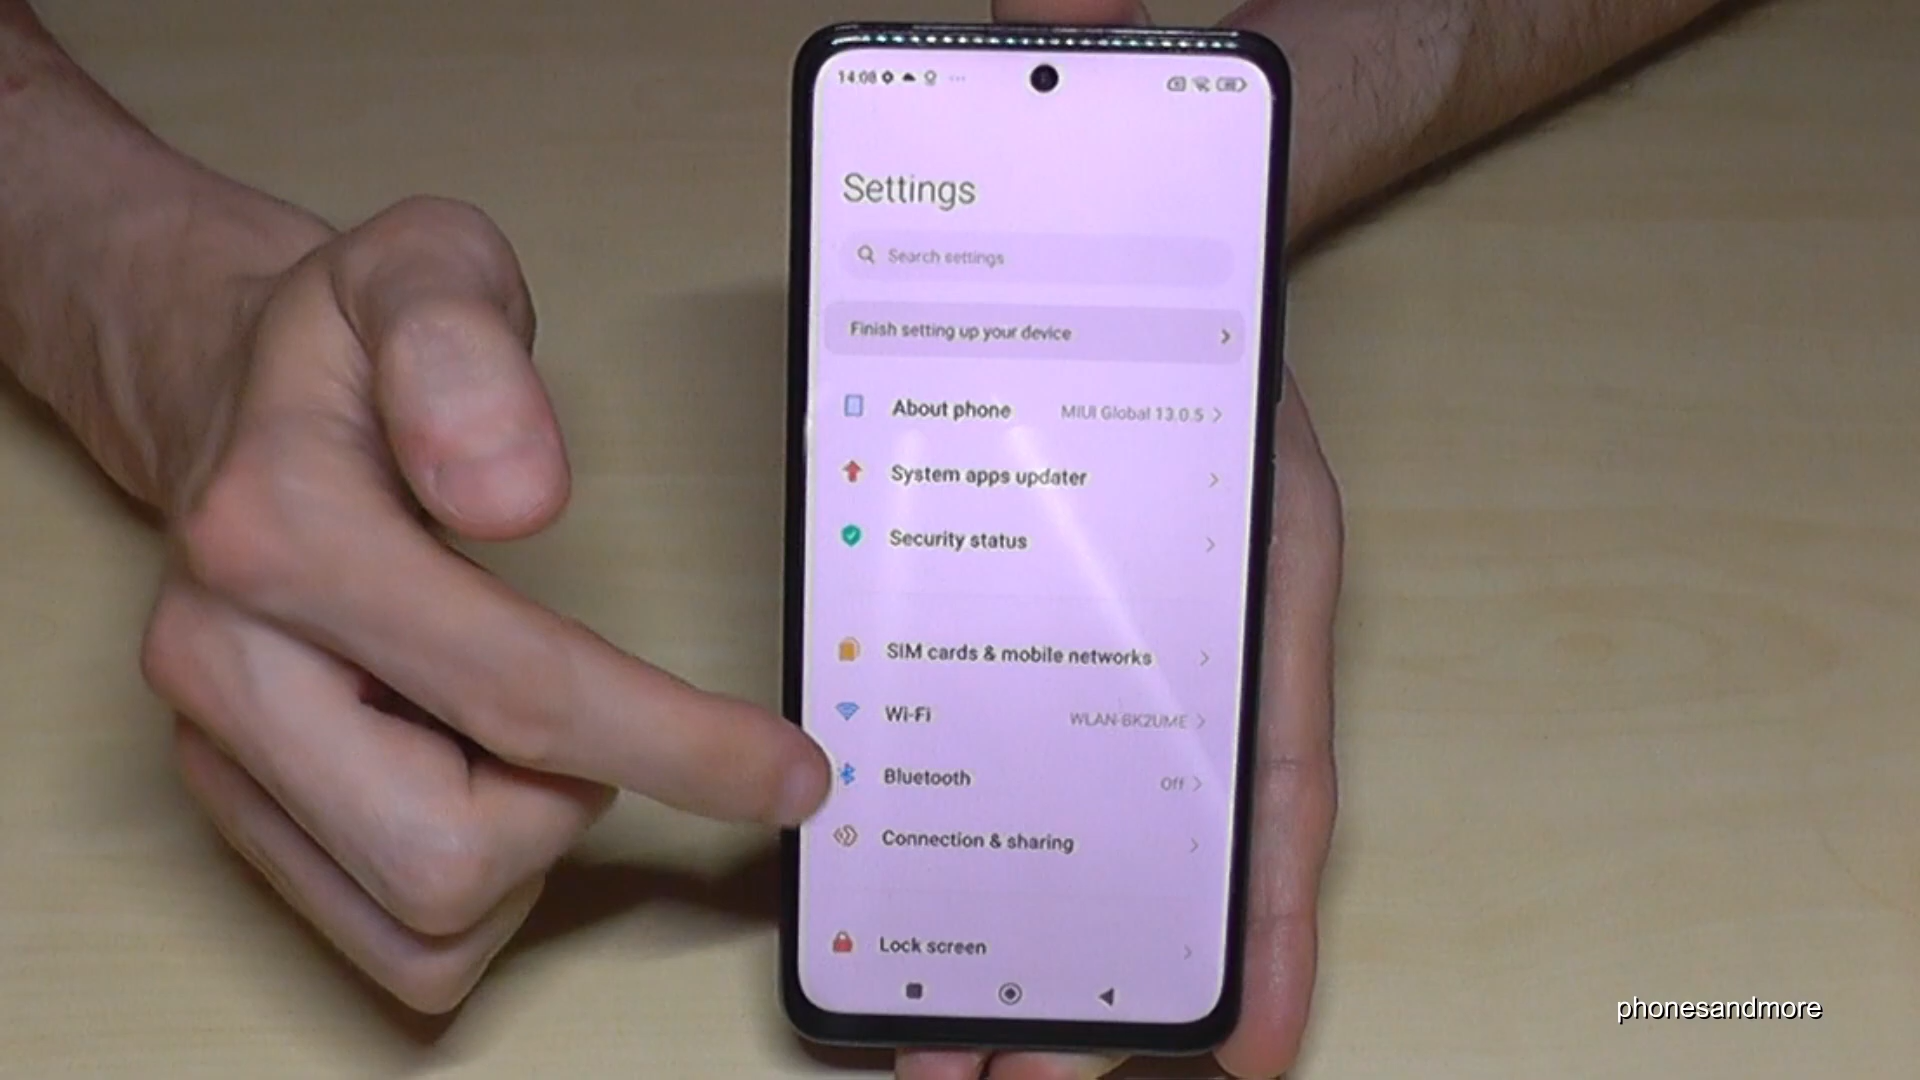 14:08
Settings
Search settings
Finish setting up your device
About phone MIUI Global 13.0.5
System apps updater
Security status
SIM cards & mobile networks
Wi-Fi WLAN-BK2UME
Bluetooth Off
Connection & sharing
Lock screen
phonesandmore